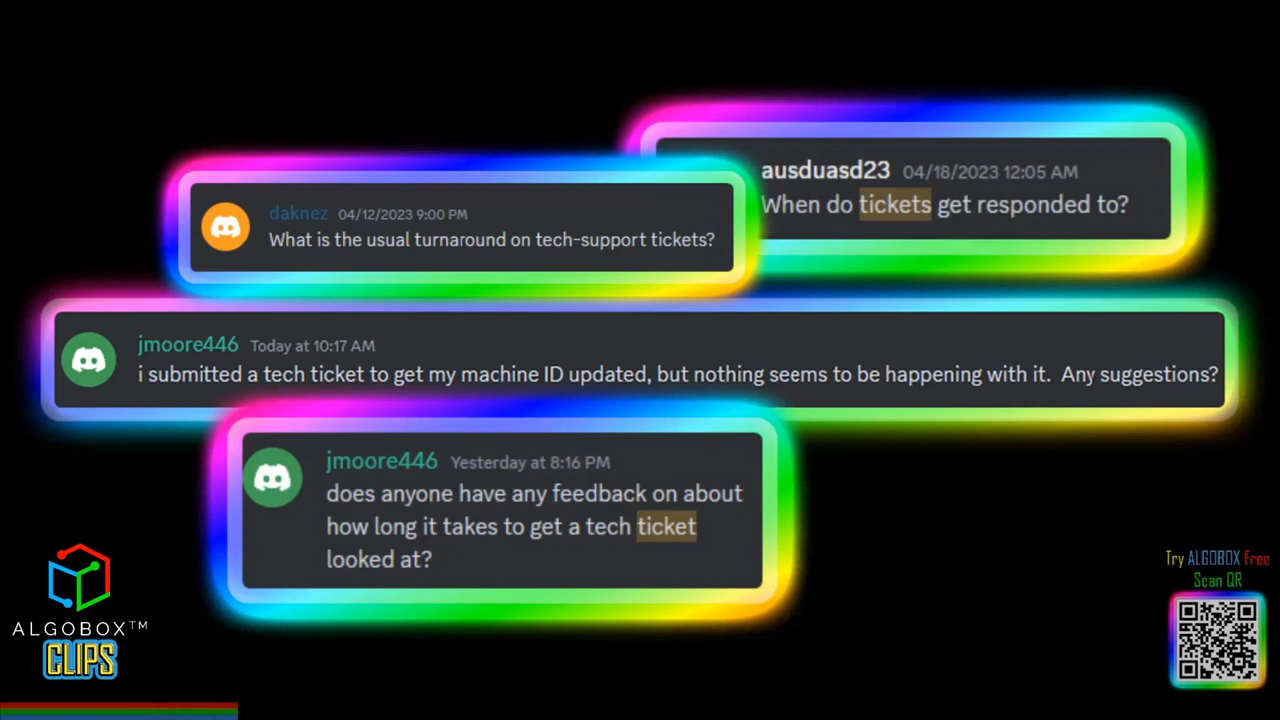 ausduasd23 04/18/2023 12:05 AM
When do tickets get responded to?
daknez 04/12/2023 9:00 PM
What is the usual turnaround on tech-support tickets?
jmoore446 Today at 10:17 AM
i submitted a tech ticket to get my machine ID updated, but nothing seems to be happening with it. Any suggestions?
jmoore446 Yesterday at 8:16 PM
does anyone have any feedback on about
how long it takes to get a tech ticket
looked at?
ALGOBOX™
CLIPS
Try ALGOBOX Free
Scan QR